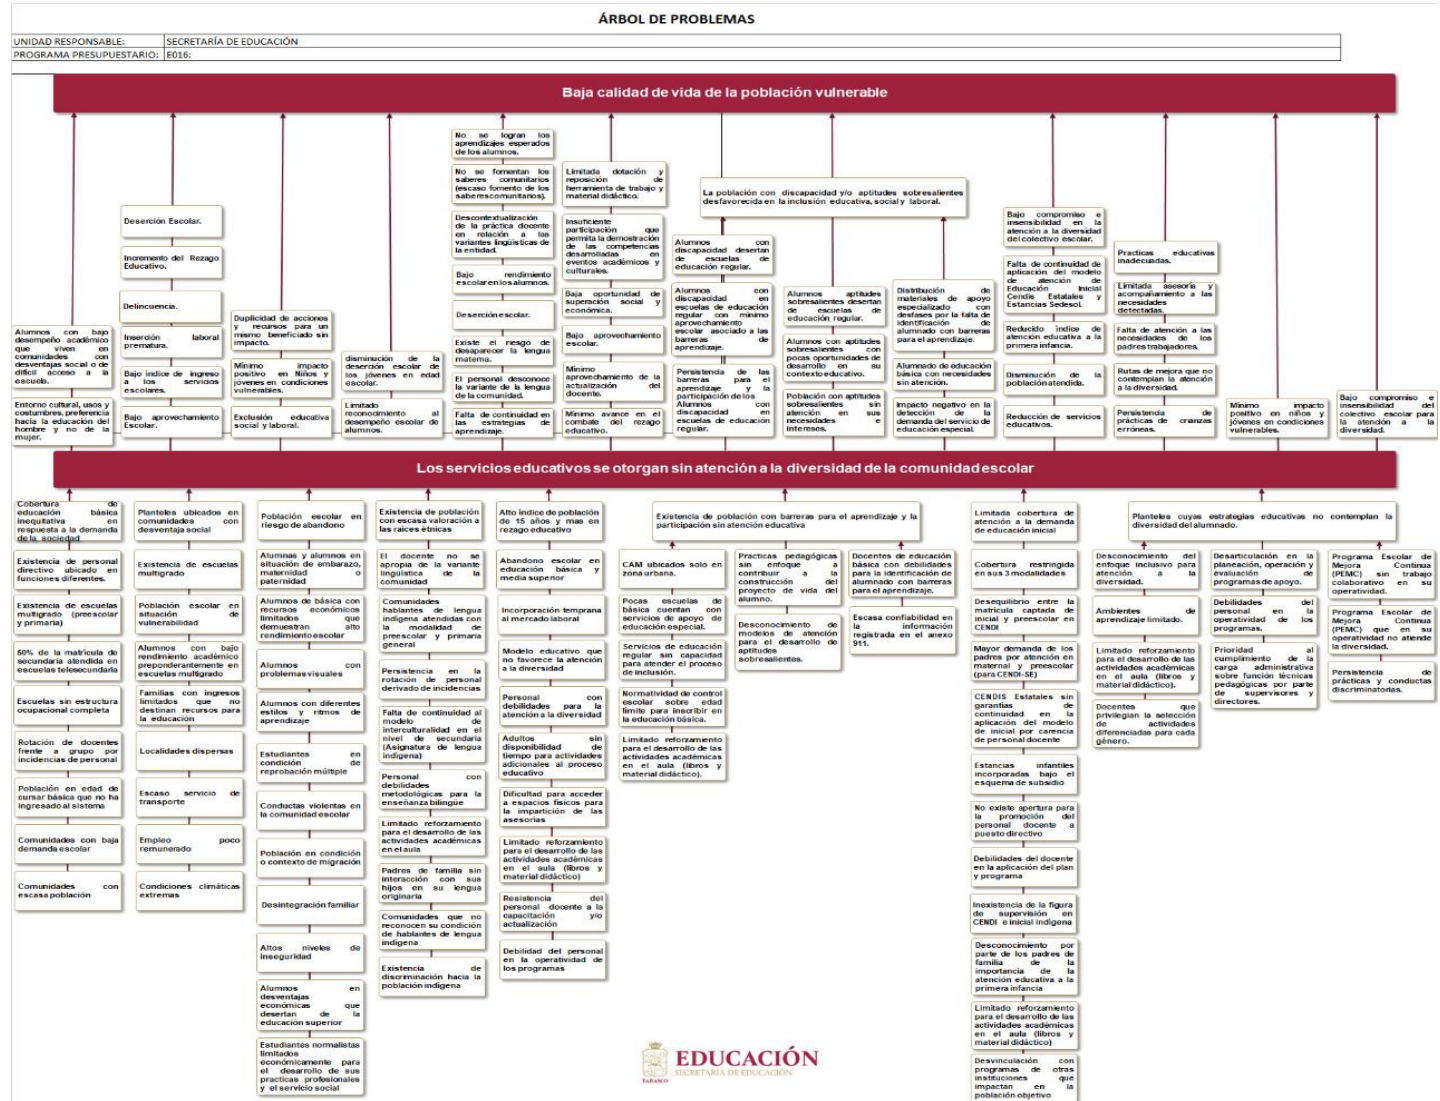 ÁRBOL DE PROBLEMAS
UNIDAD RESPONSABLE: SECRETARÍA DE EDUCACIÓN
PROGRAMA PRESUPUESTARIO: E016:
Baja calidad de vida de la población vulnerable
Alumnos con bajo
desempeño académico
que viven en
comunidades con
desventajas social o de
difícil acceso a la
escuela.
Entorno cultural, usos y
costumbres, preferencia
hacia la educación del
hombre y no de la
mujer.
Deserción Escolar.
Incremento del Rezago
Educativo.
Delincuencia.
Inserción laboral
prematura.
Bajo índice de ingreso
a los servicios
escolares.
Bajo aprovechamiento
Escolar.
Duplicidad de acciones
y recursos para un
mismo beneficiado sin
impacto.
Mínimo impacto
positivo en Niños y
jóvenes en condiciones
vulnerables.
Exclusión educativa
social y laboral.
disminución de la
deserción escolar de
los jóvenes en edad
escolar.
Limitado
reconocimiento al
desempeño escolar de
alumnos.
No se logran los
aprendizajes esperados
de los alumnos.
No se fomentan los
saberes comunitarios
(escaso fomento de los
saberes comunitarios).
Descontextualización
de la práctica docente
en relación a las
variantes lingüísticas de
la entidad.
Bajo rendimiento
escolar en los alumnos.
Deserción escolar.
Existe el riesgo de
desaparecer la lengua
materna.
El personal desconoce
la variante de la lengua
de la comunidad.
Falta de continuidad en
las estrategias de
aprendizaje.
Limitada dotación y
reposición de
herramienta de trabajo y
material didáctico.
Insuficiente
participación que
permita la demostración
de las competencias
desarrolladas en
eventos académicos y
culturales.
Baja oportunidad de
superación social y
económica.
Bajo aprovechamiento
escolar.
Mínimo
aprovechamiento de la
actualización del
docente.
Mínimo avance en el
combate del rezago
educativo.
La población con discapacidad y/o aptitudes sobresalientes
desfavorecida en la inclusión educativa, social y laboral.
Alumnos con
discapacidad desertan
de escuelas de
educación regular.
Alumnos con
discapacidad en
escuelas de educación
regular con mínimo
aprovechamiento
escolar asociado a las
barreras de
aprendizaje.
Persistencia de las
barreras para el
aprendizaje y la
participación de los
Alumnos con
discapacidad en
escuelas de educación
regular.
Alumnos aptitudes
sobresalientes desertan
de escuelas de
educación regular.
Alumnos con aptitudes
sobresalientes con
pocas oportunidades de
desarrollo en su
contexto educativo.
Población con aptitudes
sobresalientes sin
atención en sus
necesidades e
intereses.
Distribución de
materiales de apoyo
especializado con
desfases por la falta de
identificación de
alumnado con barreras
para el aprendizaje.
Alumnado de educación
básica con necesidades
sin atención.
Impacto negativo en la
detección de la
demanda del servicio de
educación especial.
Bajo compromiso e
insensibilidad en la
atención a la diversidad
del colectivo escolar.
Falta de continuidad de
aplicación del modelo
de atención de
Educación Inicial
Cendis Estatales y
Estancias Sedesol.
Reducido índice de
atención educativa a la
primera infancia.
Disminución de la
población atendida.
Reducción de servicios
educativos.
Practicas educativas
inadecuadas.
Limitada asesoría y
acompañamiento a las
necesidades
detectadas.
Falta de atención a las
necesidades de los
padres trabajadores.
Rutas de mejora que no
contemplan la atención
a la diversidad.
Persistencia de
prácticas de crianzas
erróneas.
Mínimo impacto
positivo en niños y
jóvenes en condiciones
vulnerables.
Bajo compromiso e
insensibilidad del
colectivo escolar para
la atención a la
diversidad.
Los servicios educativos se otorgan sin atención a la diversidad de la comunidad escolar
Cobertura de
educación básica
inequitativa en
respuesta a la demanda
de la sociedad
Existencia de personal
directivo ubicado en
funciones diferentes.
Existencia de escuelas
multigrado (preescolar
y primaria)
50% de la matrícula de
secundaria atendida en
escuelas telesecundaria
Escuelas sin estructura
ocupacional completa
Rotación de docentes
frente a grupo por
incidencias de personal
Población en edad de
cursar básica que no ha
ingresado al sistema
Comunidades con baja
demanda escolar
Comunidades con
escasa población
Planteles ubicados en
comunidades con
desventaja social
Existencia de escuelas
multigrado
Población escolar en
situación de
vulnerabilidad
Alumnos con bajo
rendimiento académico
preponderantemente en
escuelas multigrado
Familias con ingresos
limitados que no
destinan recursos para
la educación
Localidades dispersas
Escaso servicio de
transporte
Empleo poco
remunerado
Condiciones climáticas
extremas
Población escolar en
riesgo de abandono
Alumnas y alumnos en
situación de embarazo,
maternidad o
paternidad
Alumnos de básica con
recursos económicos
limitados que
demuestran alto
rendimiento escolar
Alumnos con
problemas visuales
Alumnos con diferentes
estilos y ritmos de
aprendizaje
Estudiantes en
condición de
reprobación múltiple
Conductas violentas en
la comunidad escolar
Población en condición
o contexto de migración
Desintegración familiar
Altos niveles de
inseguridad
Alumnos en
desventajas
económicas que
desertan de la
educación superior
Estudiantes normalistas
limitados
económicamente para
el desarrollo de sus
practicas profesionales
y el servicio social
Existencia de población
con escasa valoración a
las raíces étnicas
El docente no se
apropia de la variante
lingüística de la
comunidad
Comunidades
hablantes de lengua
indígena atendidas con
la modalidad de
preescolar y primaria
general
Persistencia en la
rotación de personal
derivado de incidencias
Falta de continuidad al
modelo de
interculturalidad en el
nivel de secundaria
(Asignatura de lengua
indígena)
Personal con
debilidades
metodológicas para la
enseñanza bilingüe
Limitado reforzamiento
para el desarrollo de las
actividades académicas
en el aula
Padres de familia sin
interacción con sus
hijos en su lengua
originaria
Comunidades que no
reconocen su condición
de hablantes de lengua
indígena
Existencia de
discriminación hacia la
población indígena
Alto índice de población
de 15 años y mas en
rezago educativo
Abandono escolar en
educación básica y
media superior
Incorporación temprana
al mercado laboral
Modelo educativo que
no favorece la atención
a la diversidad
Personal con
debilidades para la
atención a la diversidad
Adultos sin
disponibilidad de
tiempo para actividades
adicionales al proceso
educativo
Dificultad para acceder
a espacios físicos para
la impartición de las
asesorías
Limitado reforzamiento
para el desarrollo de las
actividades académicas
en el aula (libros y
material didáctico)
Resistencia del
personal docente a la
capacitación y/o
actualización
Debilidad del personal
en la operatividad de
los programas
Existencia de población con barreras para el aprendizaje y la
participación sin atención educativa
CAM ubicados solo en
zona urbana.
Pocas escuelas de
básica cuentan con
servicios de apoyo de
educación especial.
Servicios de educación
regular sin capacidad
para atender el proceso
de inclusión.
Normatividad de control
escolar sobre edad
límite para inscribir en
la educación básica.
Limitado reforzamiento
para el desarrollo de las
actividades académicas
en el aula (libros y
material didáctico).
Practicas pedagógicas
sin enfoque a
contribuir a la
construcción del
proyecto de vida del
alumno.
Desconocimiento de
modelos de atención
para el desarrollo de
aptitudes
sobresalientes.
Docentes de educación
básica con debilidades
para la identificación de
alumnado con barreras
para el aprendizaje.
Escasa confiabilidad en
la información
registrada en el anexo
911.
Limitada cobertura de
atención a la demanda
de educación inicial
Cobertura restringida
en sus 3 modalidades
Desequilibrio entre la
matrícula captada de
inicial y preescolar en
CENDI
Mayor demanda de los
padres por atención en
maternal y preescolar
(para CENDI-SE)
CENDIS Estatales sin
garantías de
continuidad en la
aplicación del modelo
de inicial por carencia
de personal docente
Estancias infantiles
incorporadas bajo el
esquema de subsidio
No existe apertura para
la promoción del
personal docente a
puesto directivo
Debilidades del docente
en la aplicación del plan
y programa
Inexistencia de la figura
de supervisión en
CENDI e inicial indígena
Desconocimiento por
parte de los padres de
familia de la
importancia de la
atención educativa a la
primera infancia
Limitado reforzamiento
para el desarrollo de las
actividades académicas
en el aula (libros y
material didáctico)
Desvinculación con
programas de otras
instituciones que
impactan en la
población objetivo
Planteles cuyas estrategias educativas no contemplan la
diversidad del alumnado.
Desconocimiento del
enfoque inclusivo para
atención a la
diversidad.
Ambientes de
aprendizaje limitado.
Limitado reforzamiento
para el desarrollo de las
actividades académicas
en el aula (libros y
material didáctico).
Docentes que
privilegian la selección
de actividades
diferenciadas para cada
género.
Desarticulación en la
planeación, operación y
evaluación de
programas de apoyo.
Debilidades del
personal en la
operatividad de los
programas.
Prioridad al
cumplimiento de la
carga administrativa
sobre función técnicas
pedagógicas por parte
de supervisores y
directores.
Programa Escolar de
Mejora Continua
(PEMC) sin trabajo
colaborativo en su
operatividad.
Programa Escolar de
Mejora Continua
(PEMC) que en su
operatividad no atiende
la diversidad.
Persistencia de
prácticas y conductas
discriminatorias.
TABASCO
EDUCACIÓN
SECRETARÍA DE EDUCACIÓN